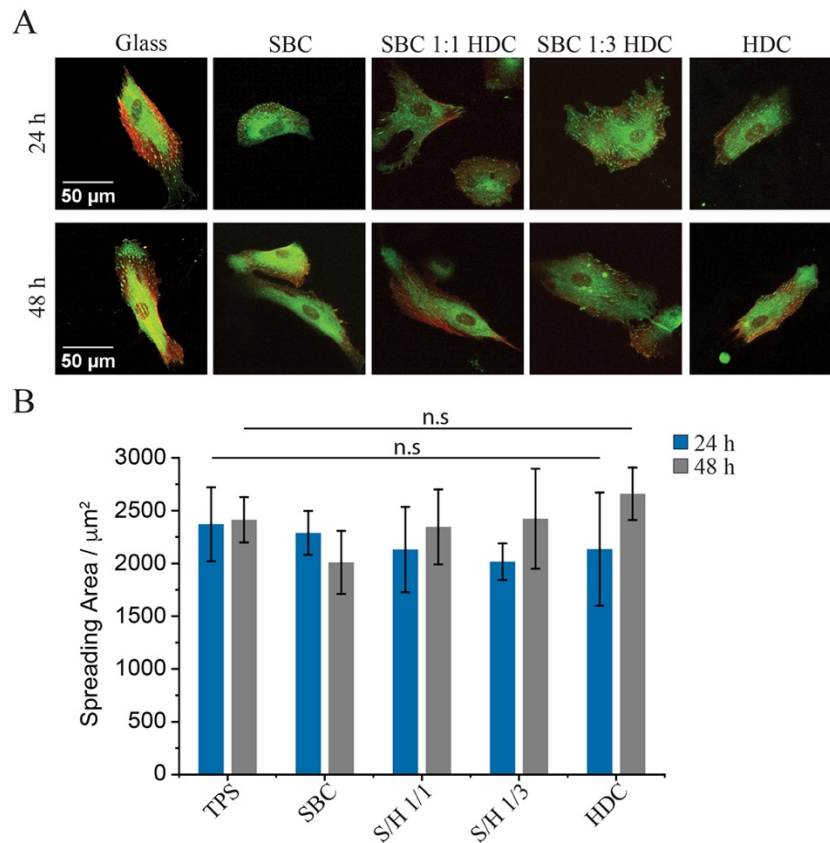 A
Glass
SBC
SBC 1:1 HDC
SBC 1:3 HDC
HDC
24 h
50 µm
48 h
50 µm
B
n.s
n.s
24 h
48 h
Spreading Area / µm²
3000
2500
2000
1500
1000
500
0
TPS
SBC
S/H 1/1
S/H 1/3
HDC